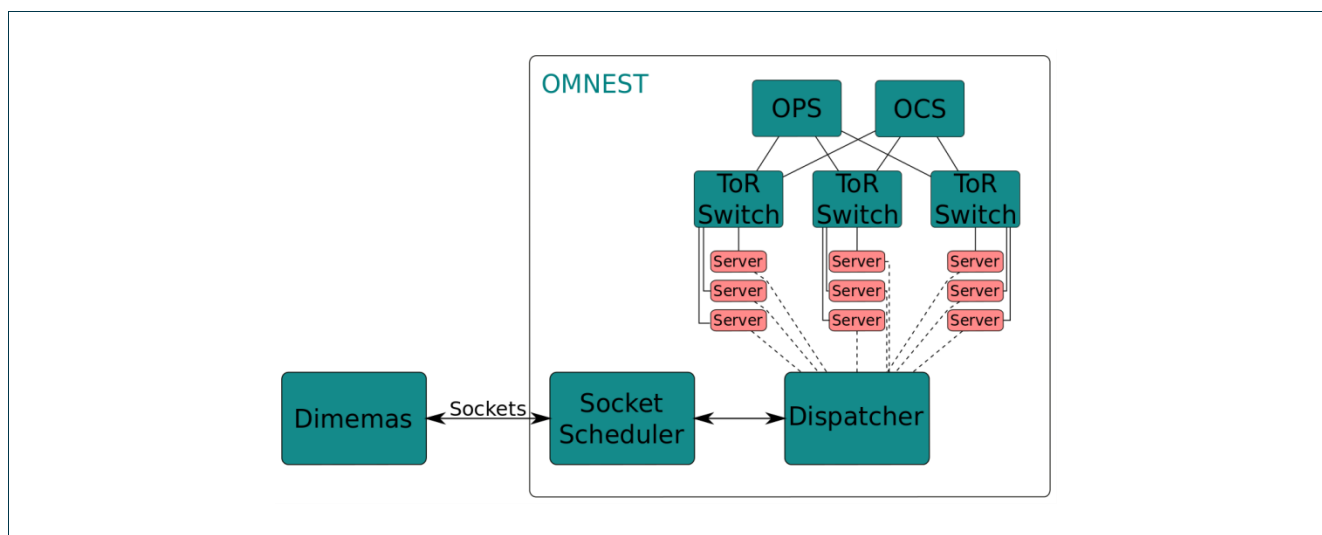 OMNEST
OPS
OCS
ToR
Switch
ToR
Switch
ToR
Switch
Server
Server
Server
Server
Server
Server
Server
Server
Server
Dimemas
Sockets
Socket
Scheduler
Dispatcher